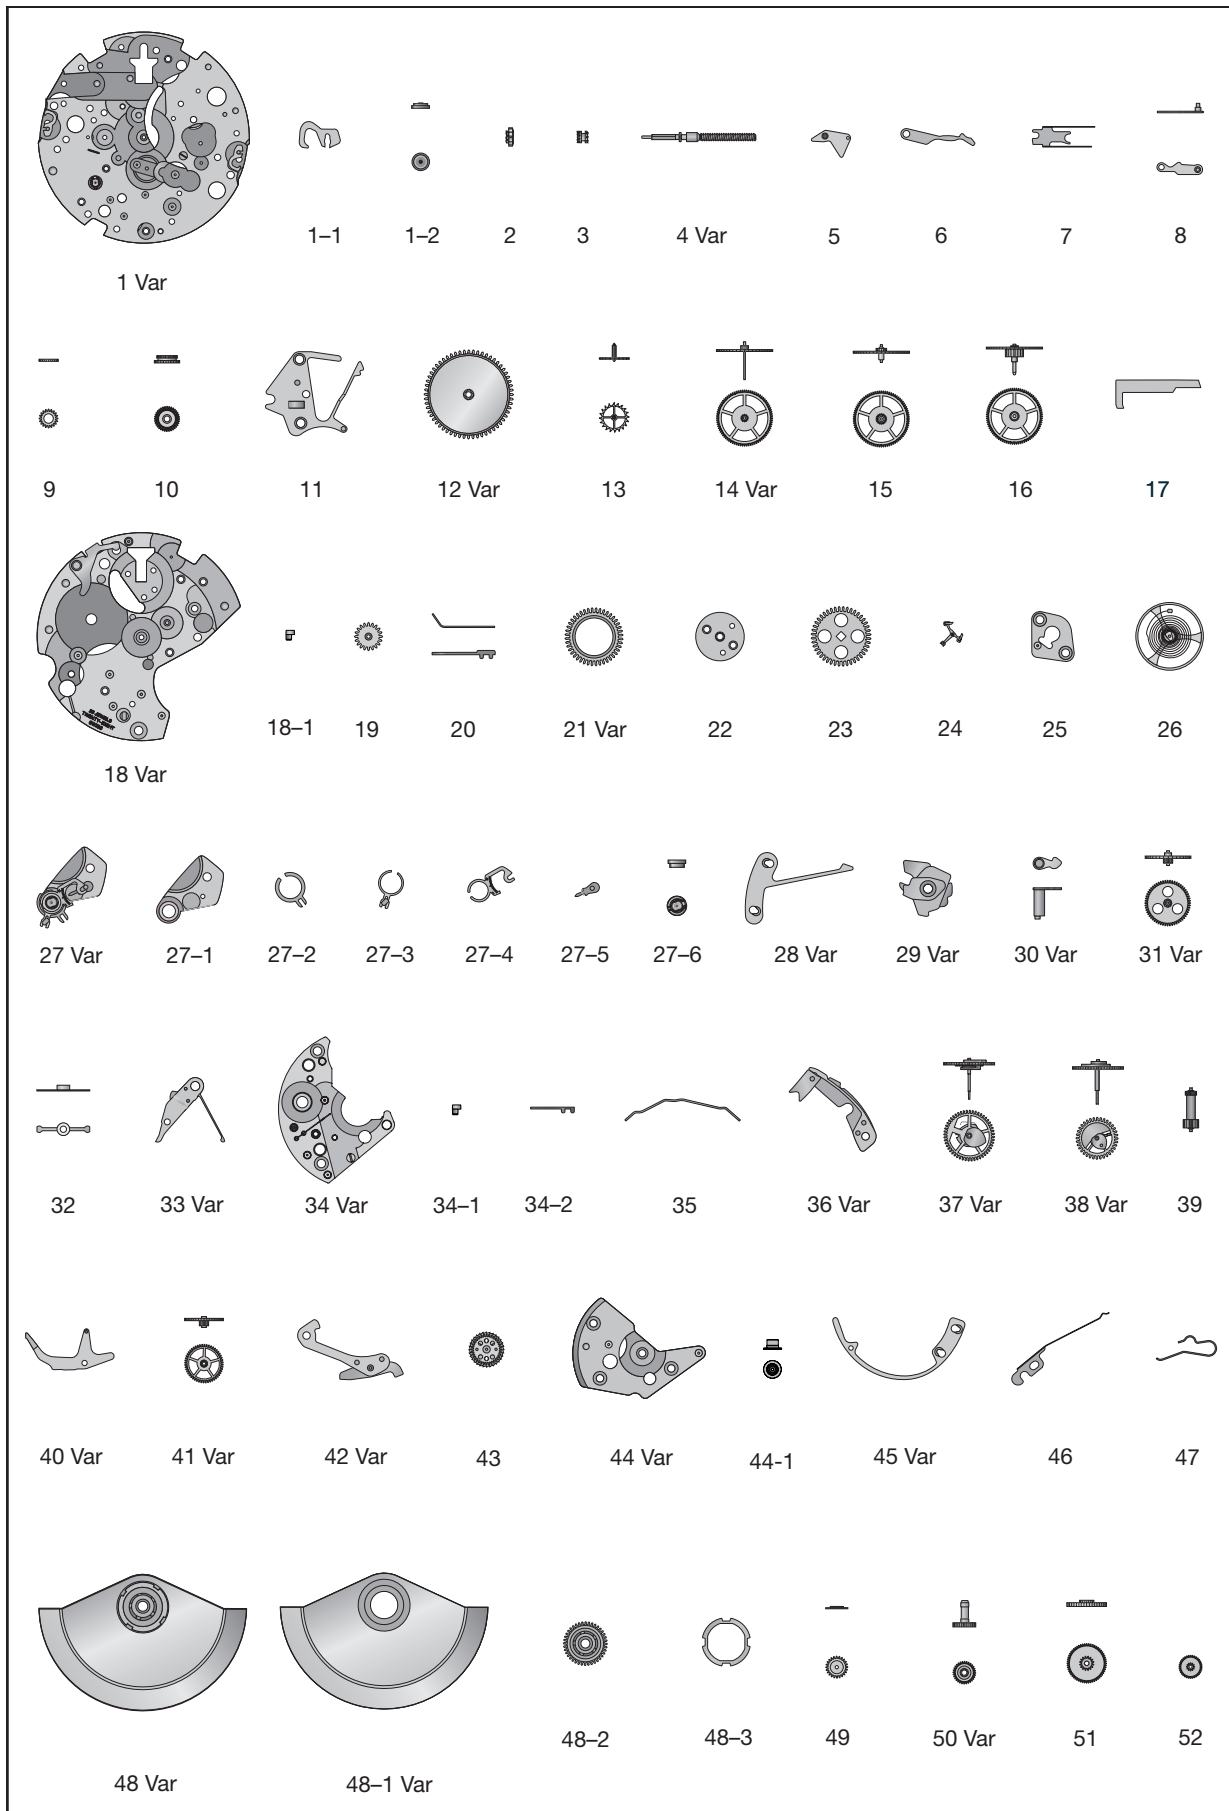 1–1 1–2 2 3 4 Var 5 6 7 8
1 Var
9 10 11 12 Var 13 14 Var 15 16 17
18–1 19 20 21 Var 22 23 24 25 26
18 Var
27 Var 27–1 27–2 27–3 27–4 27–5 27–6 28 Var 29 Var 30 Var 31 Var
32 33 Var 34 Var 34–1 34–2 35 36 Var 37 Var 38 Var 39
40 Var 41 Var 42 Var 43 44 Var 44-1 45 Var 46 47
48–2 48–3 49 50 Var 51 52
48 Var 48–1 Var